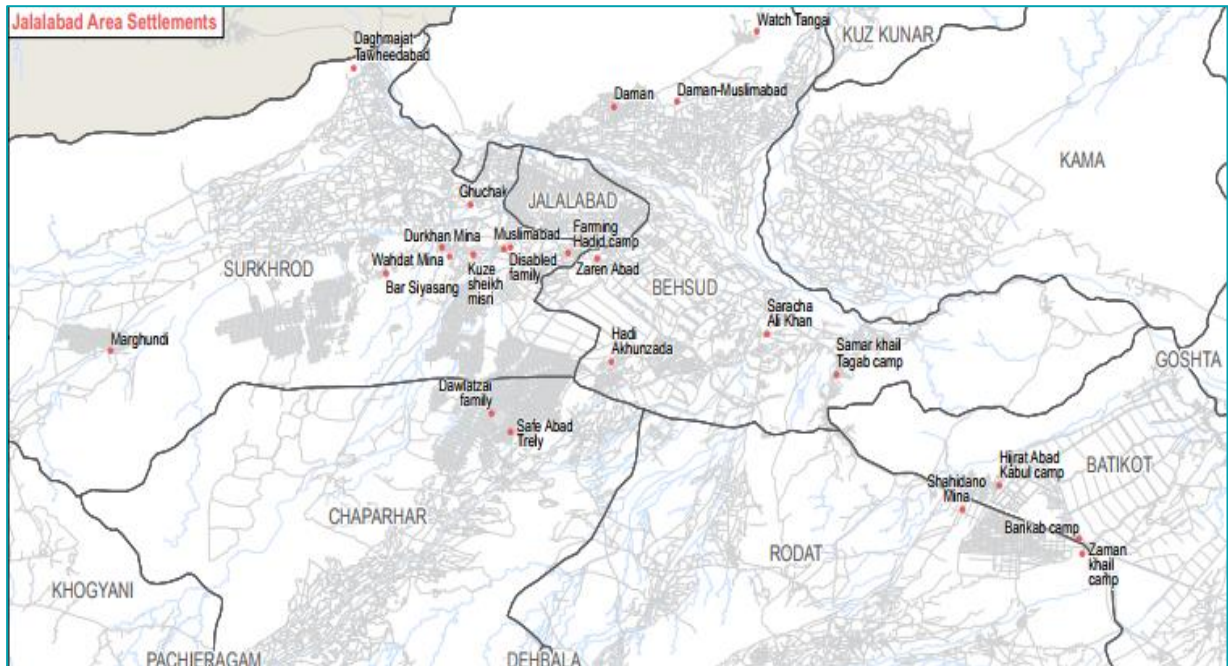 Jalalabad Area Settlements
Watch Tangai
KUZ KUNAR
Daghmajat
Tawheedabad
Daman
Daman-Muslimabad
KAMA
Ghuchak
JALALABAD
Durkhan Mina
Muslimabad
Farming
Hadid camp
Wahdat Mina
Kuze
sheikh
misri
Disabled
family
Zaren Abad
SURKHROD
Bar Siyasang
BEHSUD
Saracha
Ali Khan
Marghundi
Hadi
Akhunzada
Samar khail
Tagab camp
GOSHTA
Dawlatzai
family
Safe Abad
Trely
Hijrat Abad
Kabul camp
BATIKOT
Shahidano
Mina
CHAPARHAR
Barikab camp
RODAT
Zaman
khail
camp
KHOGYANI
PACHIERAGAM
DEHBALA